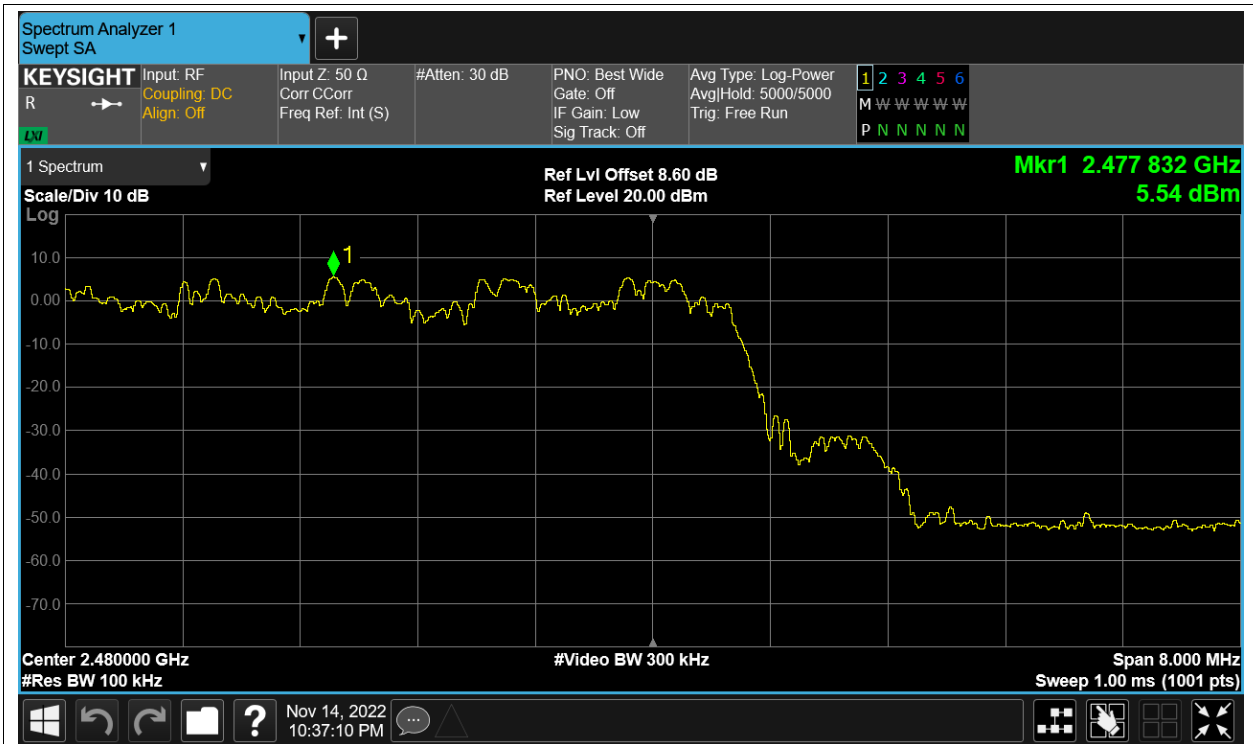 Spectrum Analyzer 1
Swept SA
KEYSIGHT
R
LXI
Input: RF
Coupling: DC
Align: Off
Input Z: 50 Ω
Corr CCorr
Freq Ref: Int (S)
#Atten: 30 dB
PNO: Best Wide
Gate: Off
IF Gain: Low
Sig Track: Off
Avg Type: Log-Power
Avg|Hold: 5000/5000
Trig: Free Run
1 2 3 4 5 6
M W W W W W
P N N N N N
1 Spectrum
Scale/Div 10 dB
Log
Ref Lvl Offset 8.60 dB
Ref Level 20.00 dBm
Mkr1 2.477 832 GHz
5.54 dBm
1
10.0
0.00
-10.0
-20.0
-30.0
-40.0
-50.0
-60.0
-70.0
Center 2.480000 GHz
#Res BW 100 kHz
#Video BW 300 kHz
Span 8.000 MHz
Sweep 1.00 ms (1001 pts)
?
Nov 14, 2022
10:37:10 PM